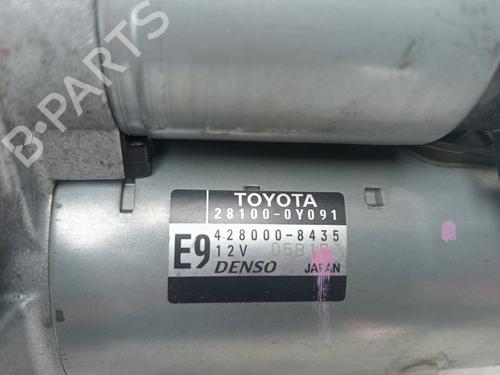 B-PARTS
TOYOTA
28100-0Y091
E9 428000-8435
12V
DENSO JAPAN